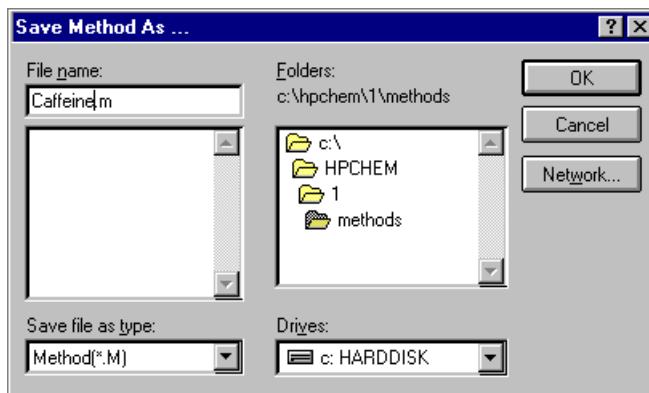 Save Method As ...
File name:
Caffeine.m
Folders:
c:\hpchem\1\methods
c:\
HPCHEM
1
methods
OK
Cancel
Network...
Save file as type:
Method(*.M)
Drives:
c: HARDDISK